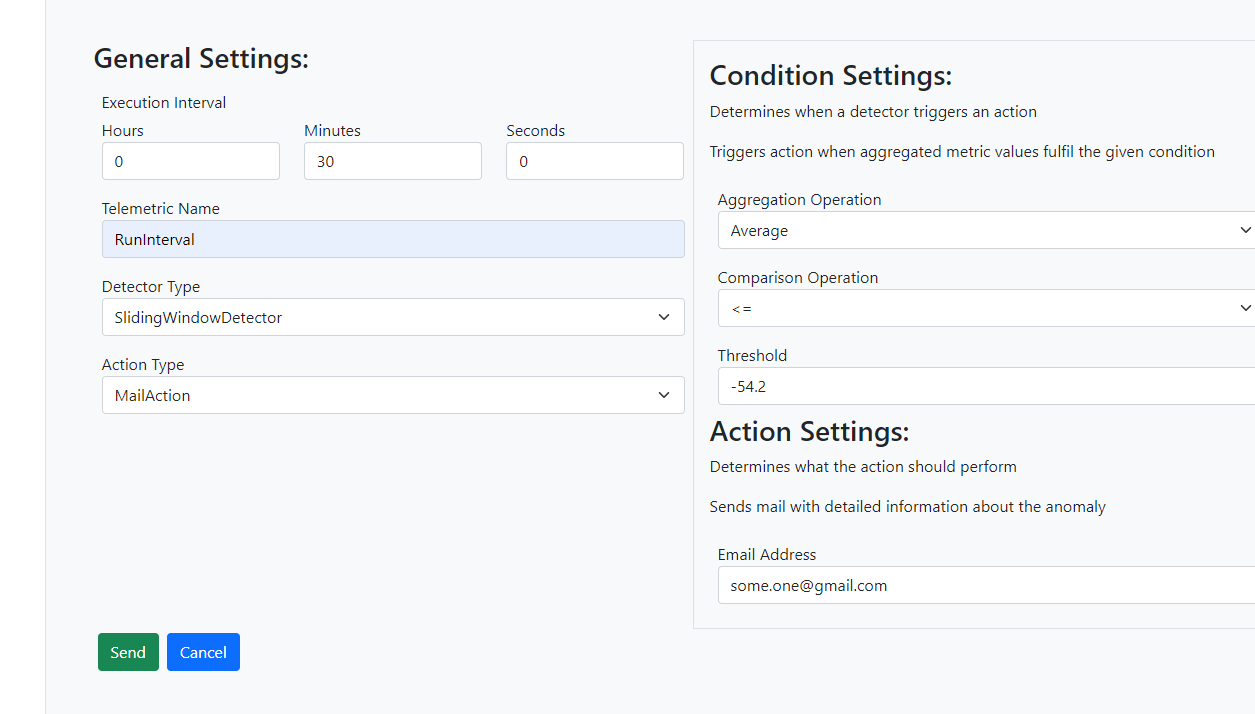 General Settings:
Execution Interval
Hours Minutes Seconds
0 30 0
Telemetric Name
RunInterval
Detector Type
SlidingWindowDetector
Action Type
MailAction
Condition Settings:
Determines when a detector triggers an action
Triggers action when aggregated metric values fulfil the given condition
Aggregation Operation
Average
Comparison Operation
<=
Threshold
-54.2
Action Settings:
Determines what the action should perform
Sends mail with detailed information about the anomaly
Email Address
some.one@gmail.com
Send Cancel